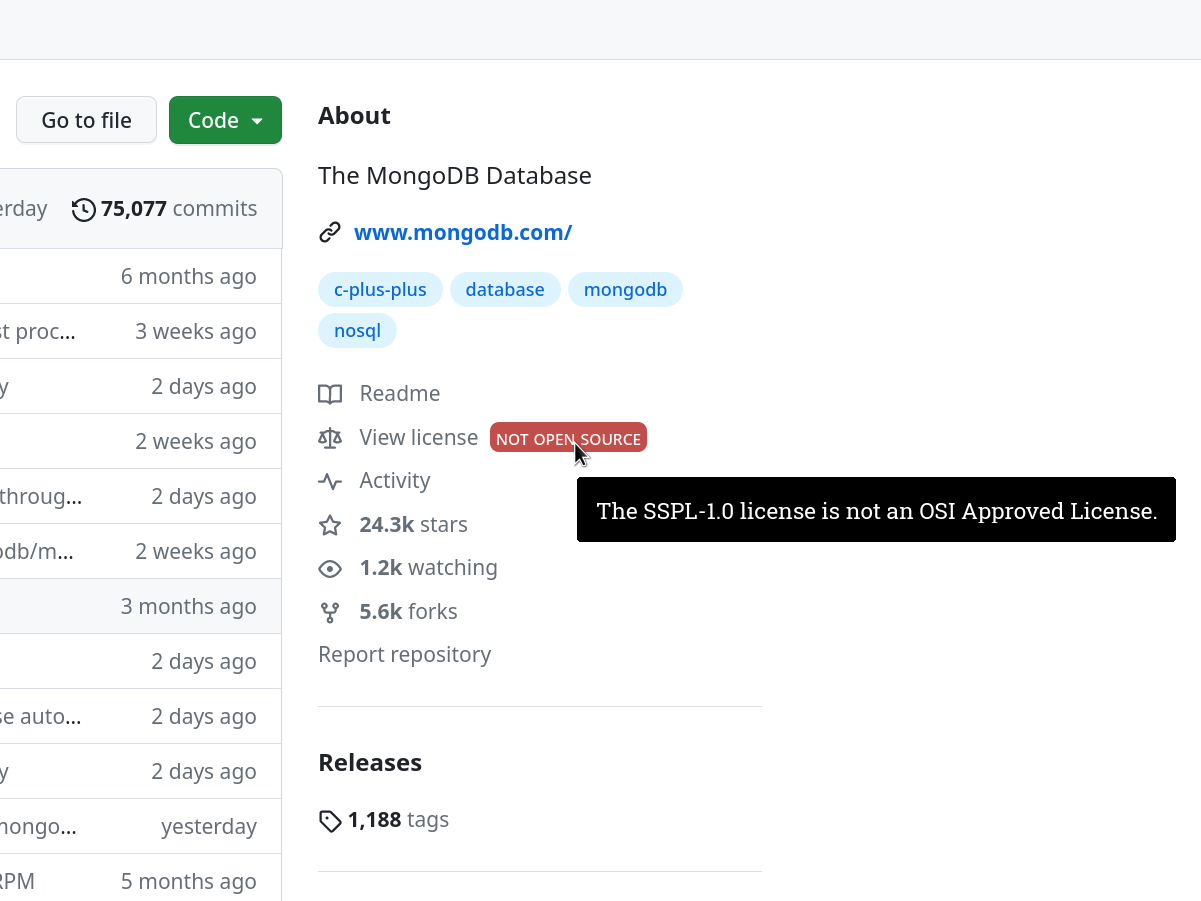 Go to file
Code
erday 75,077 commits
6 months ago
st proc... 3 weeks ago
y 2 days ago
2 weeks ago
throug... 2 days ago
odb/m... 2 weeks ago
3 months ago
2 days ago
se auto... 2 days ago
y 2 days ago
mongo... yesterday
RPM 5 months ago
About
The MongoDB Database
www.mongodb.com/
c-plus-plus database mongodb
nosql
Readme
View license NOT OPEN SOURCE
The SSPL-1.0 license is not an OSI Approved License.
Activity
24.3k stars
1.2k watching
5.6k forks
Report repository
Releases
1,188 tags